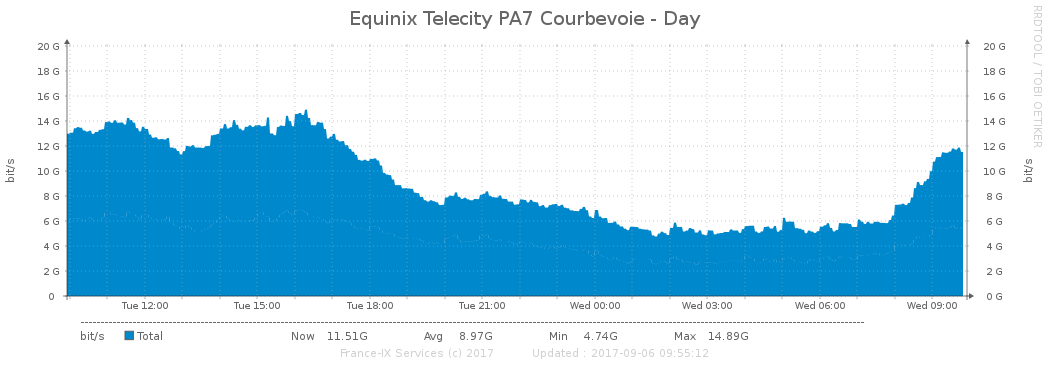 Equinix Telecity PA7 Courbevoie - Day
RRDTOOL / TOBI OETIKER
20 G 20 G
18 G 18 G
16 G 16 G
14 G 14 G
12 G 12 G
10 G 10 G
8 G 8 G
6 G 6 G
4 G 4 G
2 G 2 G
0 0 G
bit/s bit/s
Tue 12:00 Tue 15:00 Tue 18:00 Tue 21:00 Wed 00:00 Wed 03:00 Wed 06:00 Wed 09:00
bit/s Total Now 11.51G Avg 8.97G Min 4.74G Max 14.89G
France-IX Services (c) 2017 Updated : 2017-09-06 09:55:12